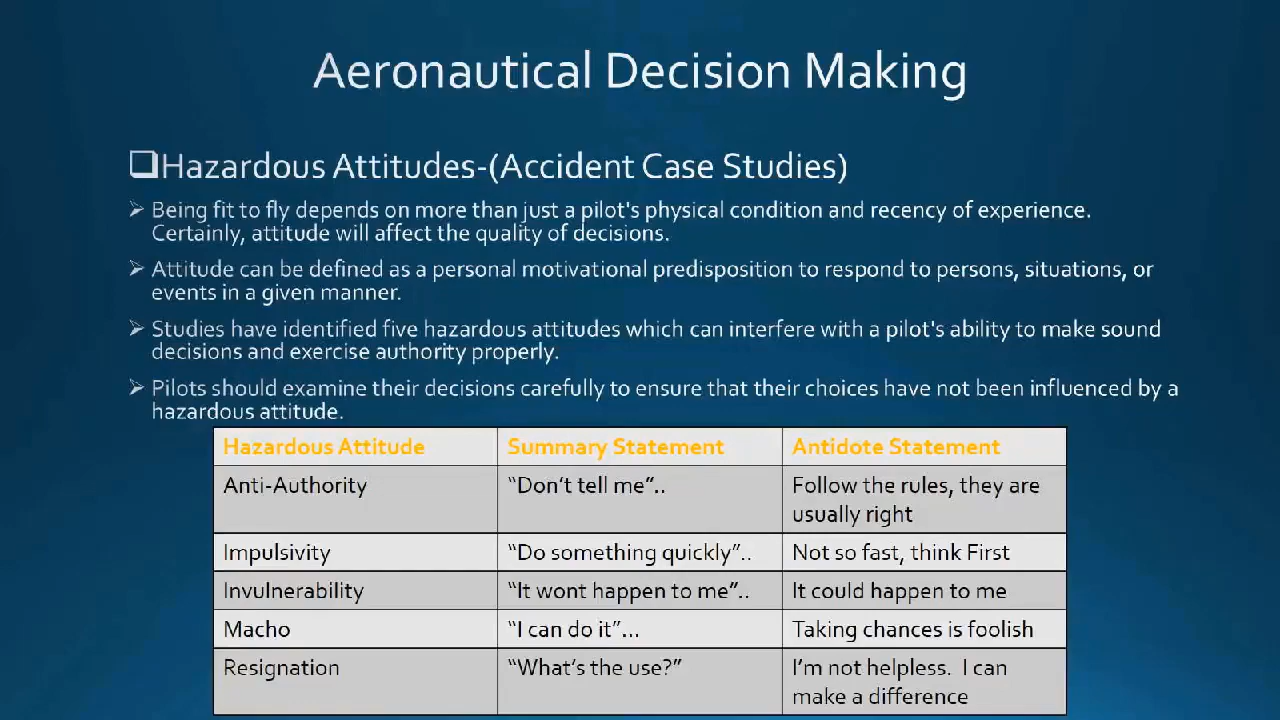 Aeronautical Decision Making
❑Hazardous Attitudes-(Accident Case Studies)
➢ Being fit to fly depends on more than just a pilot's physical condition and recency of experience.
Certainly, attitude will affect the quality of decisions.
➢ Attitude can be defined as a personal motivational predisposition to respond to persons, situations, or
events in a given manner.
➢ Studies have identified five hazardous attitudes which can interfere with a pilot's ability to make sound
decisions and exercise authority properly.
➢ Pilots should examine their decisions carefully to ensure that their choices have not been influenced by a
hazardous attitude.
Hazardous Attitude Summary Statement Antidote Statement
Anti-Authority “Don’t tell me”.. Follow the rules, they are
usually right
Impulsivity “Do something quickly”.. Not so fast, think First
Invulnerability “It wont happen to me”.. It could happen to me
Macho “I can do it”... Taking chances is foolish
Resignation “What’s the use?” I’m not helpless. I can
make a difference